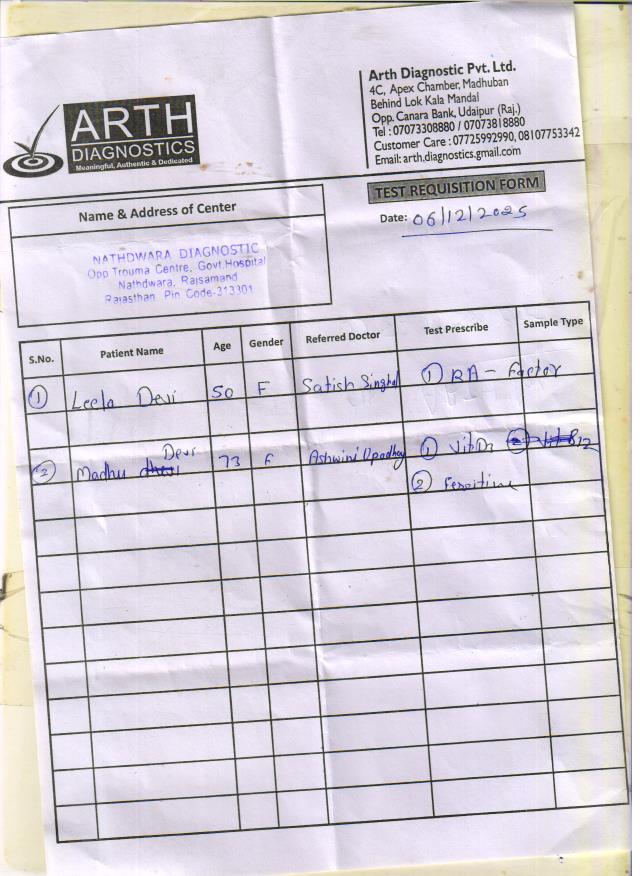 ARTH
DIAGNOSTICS
Meaningful, Authentic & Dedicated
Arth Diagnostic Pvt. Ltd.
4C, Apex Chamber, Madhuban
Behind Lok Kala Mandal
Opp. Canara Bank, Udaipur (Raj.)
Tel : 07073308880 / 07073818880
Customer Care : 07725992990, 08107753342
Email: arth.diagnostics.gmail.com
TEST REQUISITION FORM
Date: 06/12/2025
Name & Address of Center
NATHDWARA DIAGNOSTIC
Opp Trouma Centre, Govt Hospital
Nathdwara, Rajsamand
Rajasthan Pin Code-313301
S.No. Patient Name Age Gender Referred Doctor Test Prescribe Sample Type
1 Leela Devi 50 F Satish Singhal 1 RA - Factor
2 Madhu Devi 73 F Ashwini Upadhay 1 Vit D3
2 Ferritine